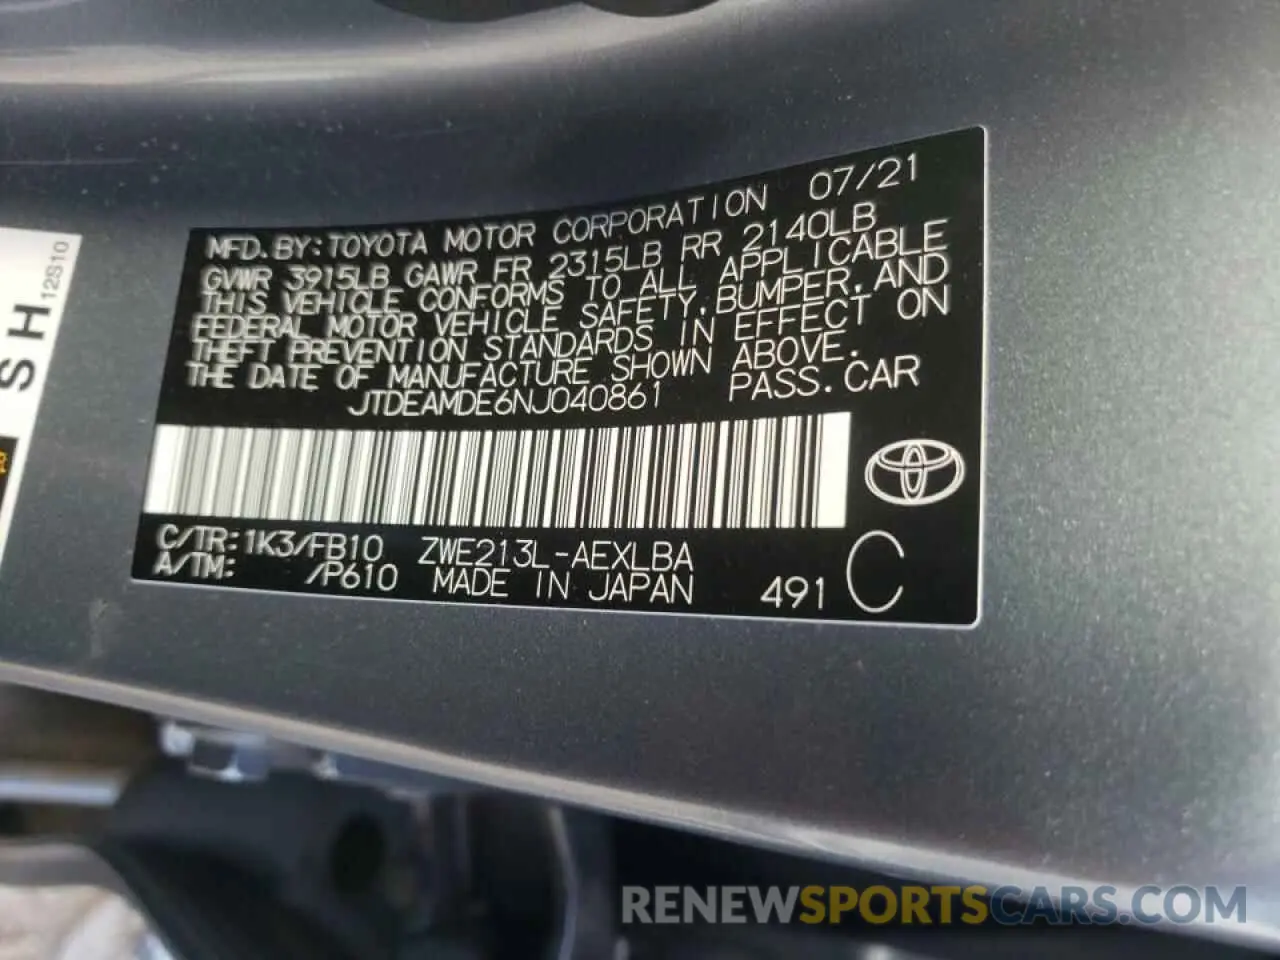 MFD. BY: TOYOTA MOTOR CORPORATION 07/21
GVWR 3915LB GAWR FR 2315LB RR 2140LB
THIS VEHICLE CONFORMS TO ALL APPLICABLE
FEDERAL MOTOR VEHICLE SAFETY, BUMPER, AND
THEFT PREVENTION STANDARDS IN EFFECT ON
THE DATE OF MANUFACTURE SHOWN ABOVE.
JTDEAMDE6NJ040861 PASS. CAR
C/TR: 1K3/FB10 ZWE213L-AEXLBA
A/TM: /P610 MADE IN JAPAN 491 C
SH
12S10
RENEWSPORTSCARS.COM